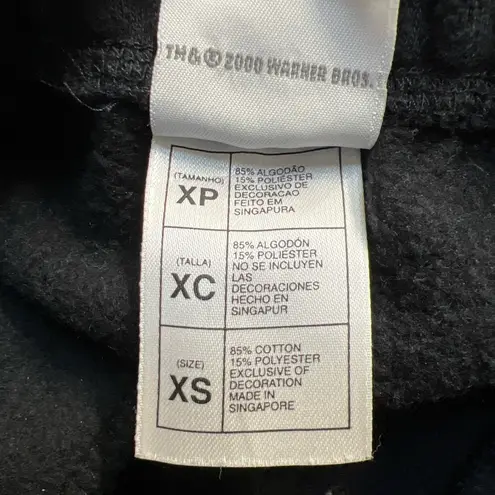 TM & © 2000 WARNER BROS.
(TAMANHO)
XP
85% ALGODÃO
15% POLIÉSTER
EXCLUSIVO DE
DECORACAO
FEITO EM
SINGAPURA
(TALLA)
XC
85% ALGODÓN
15% POLIESTER
NO SE INCLUYEN
LAS
DECORACIONES
HECHO EN
SINGAPUR
(SIZE)
XS
85% COTTON
15% POLYESTER
EXCLUSIVE OF
DECORATION
MADE IN
SINGAPORE